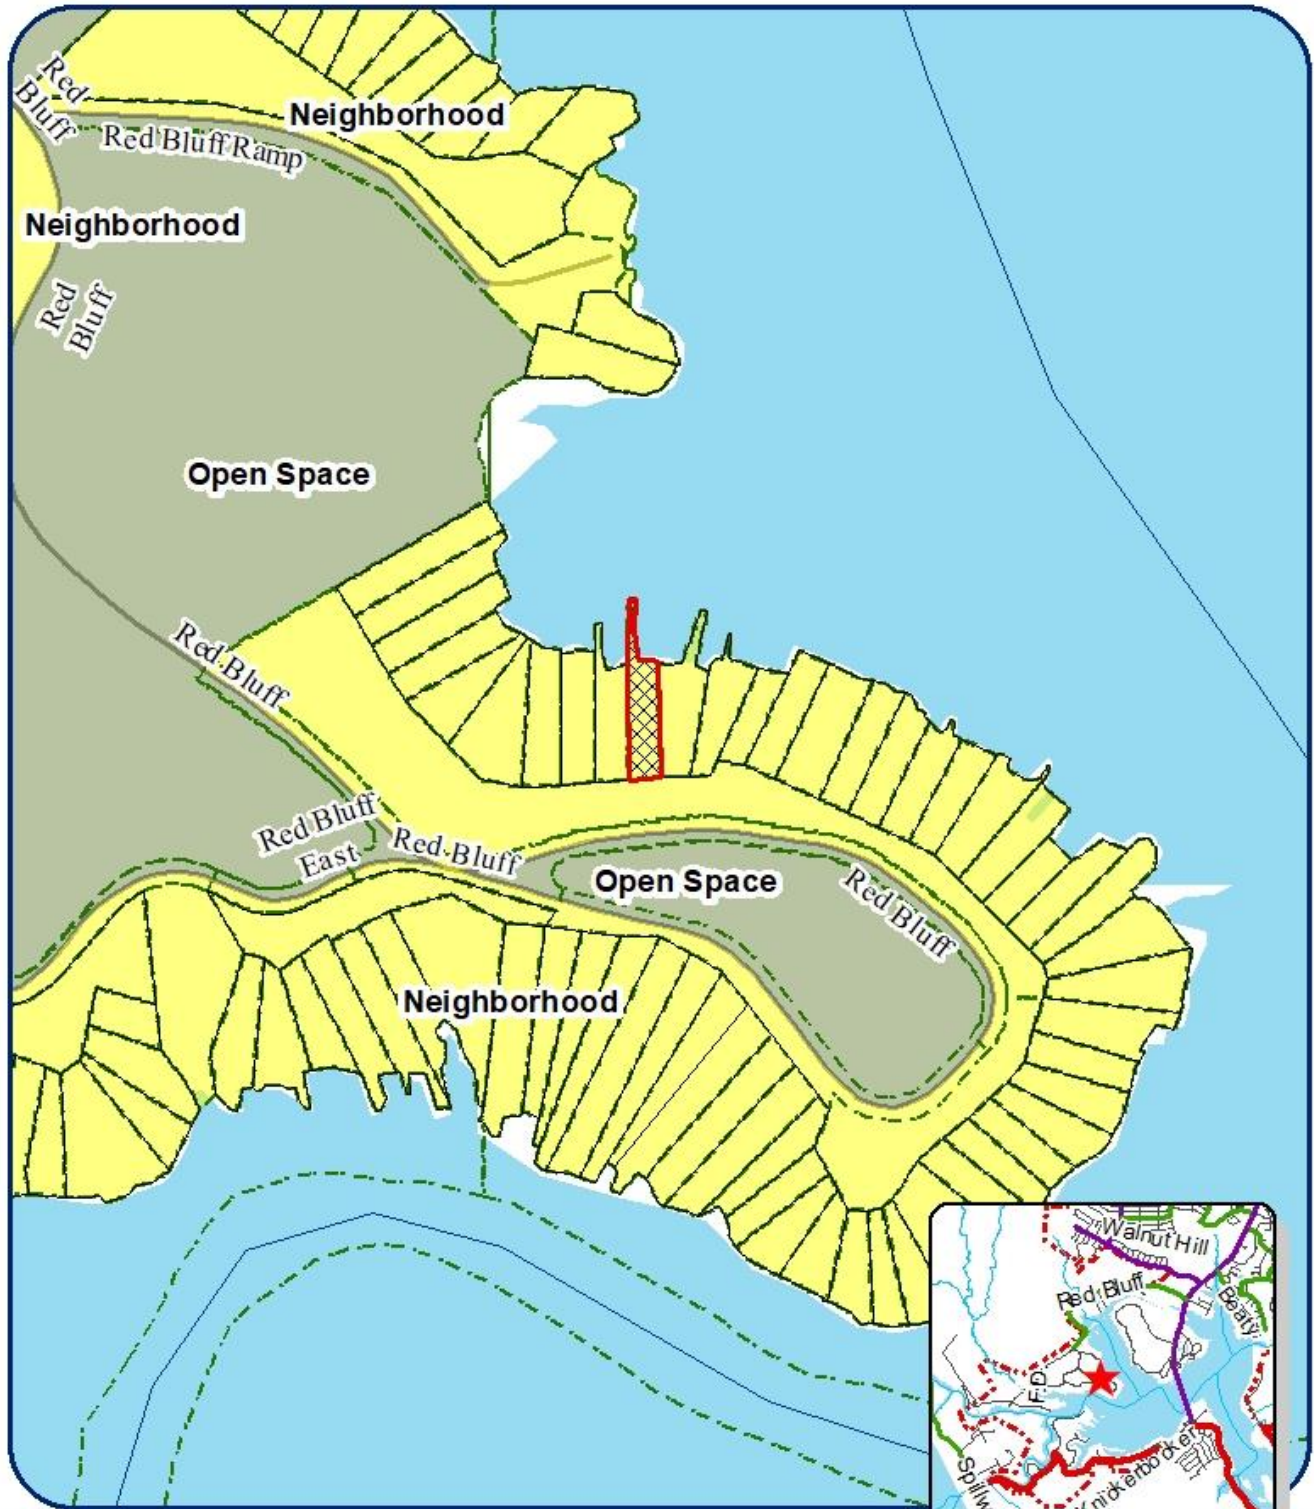 Red
Bluff
Neighborhood
Red Bluff Ramp
Neighborhood
Red
Bluff
Open Space
Red Bluff
Red Bluff
East
Red Bluff
Open Space
Red Bluff
Neighborhood
Walnut Hill
Red Bluff
Beaty
F.D.
Knickerbocker